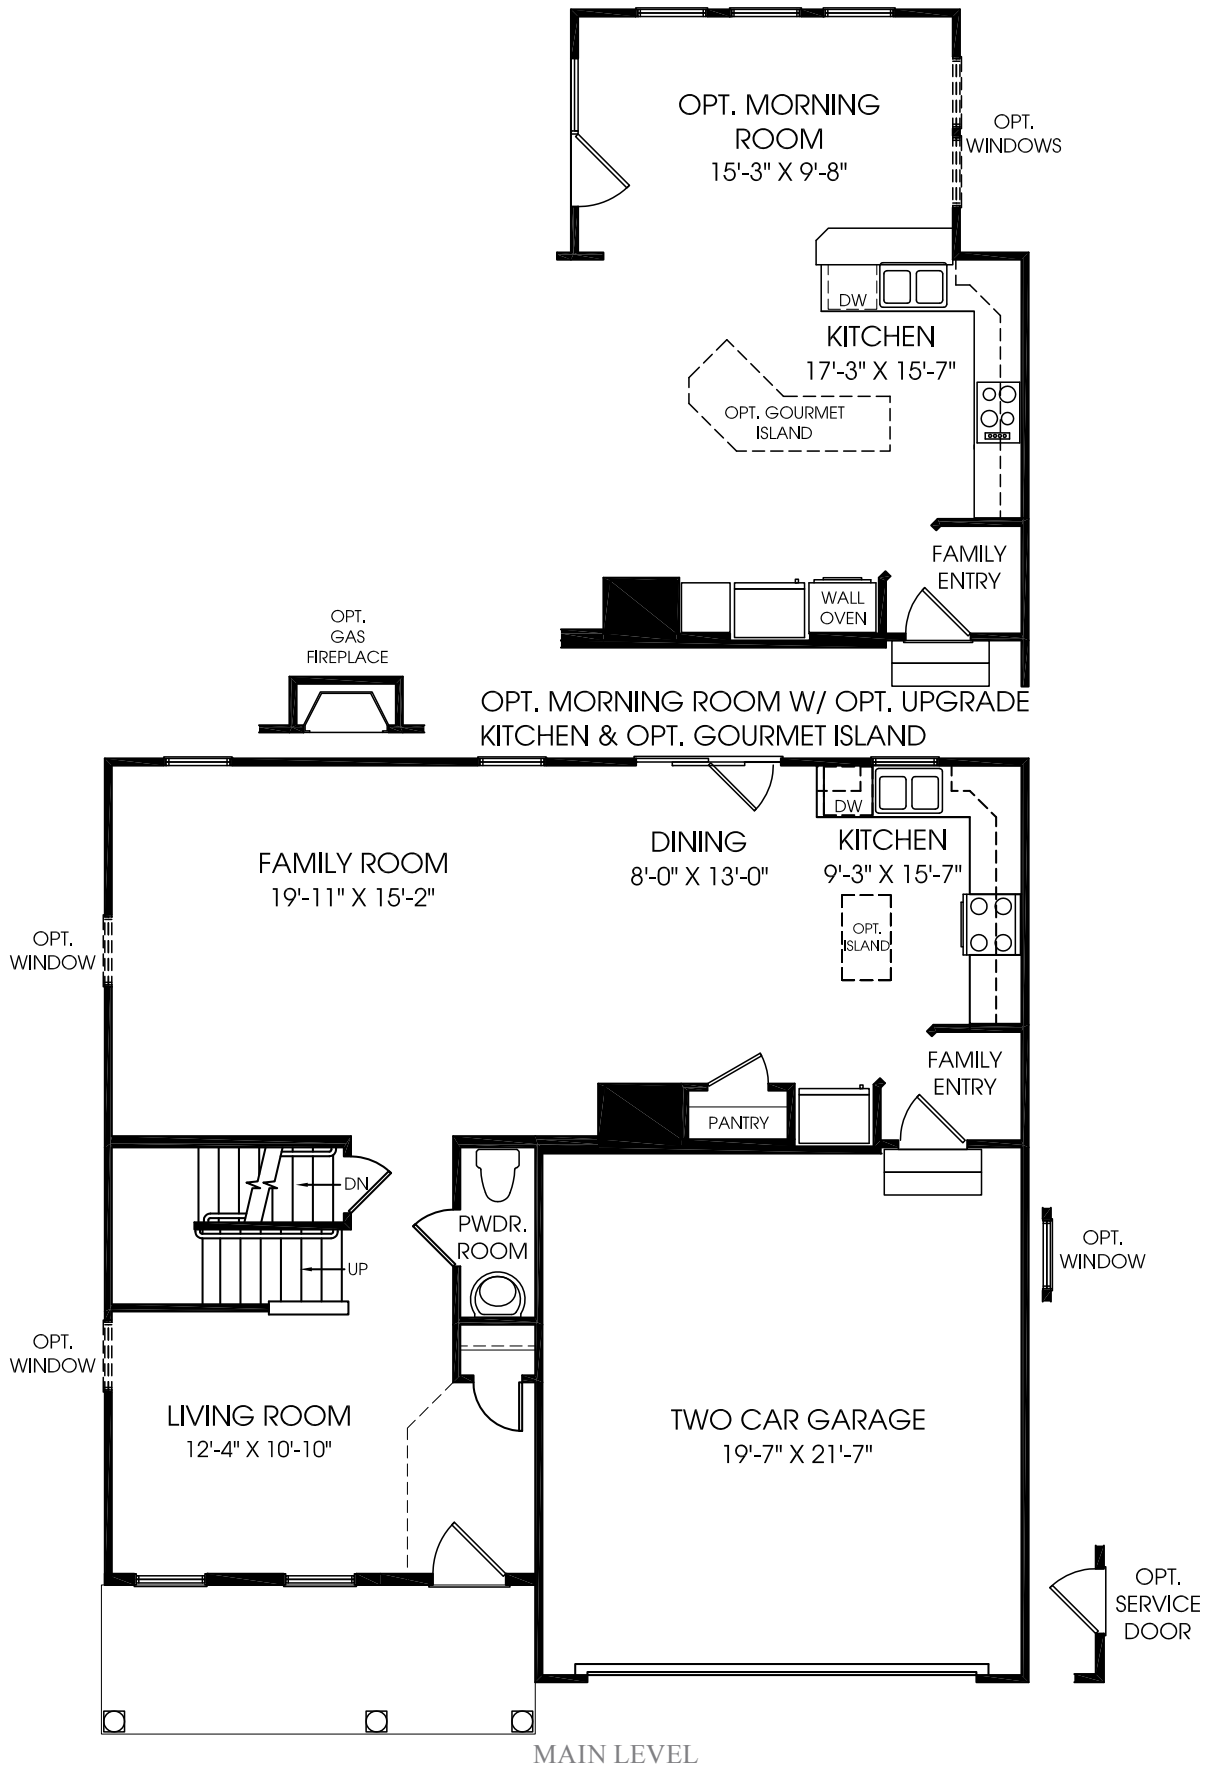 OPT. MORNING
ROOM
15'-3" X 9'-8"
OPT.
WINDOWS
DW
KITCHEN
17'-3" X 15'-7"
OPT. GOURMET
ISLAND
FAMILY
ENTRY
WALL
OVEN
OPT.
GAS
FIREPLACE
OPT. MORNING ROOM W/ OPT. UPGRADE
KITCHEN & OPT. GOURMET ISLAND
DW
FAMILY ROOM
19'-11" X 15'-2"
DINING
8'-0" X 13'-0"
KITCHEN
9'-3" X 15'-7"
OPT.
WINDOW
OPT.
ISLAND
FAMILY
ENTRY
PANTRY
DN
PWDR.
ROOM
UP
OPT.
WINDOW
OPT.
WINDOW
LIVING ROOM
12'-4" X 10'-10"
TWO CAR GARAGE
19'-7" X 21'-7"
OPT.
SERVICE
DOOR
MAIN LEVEL